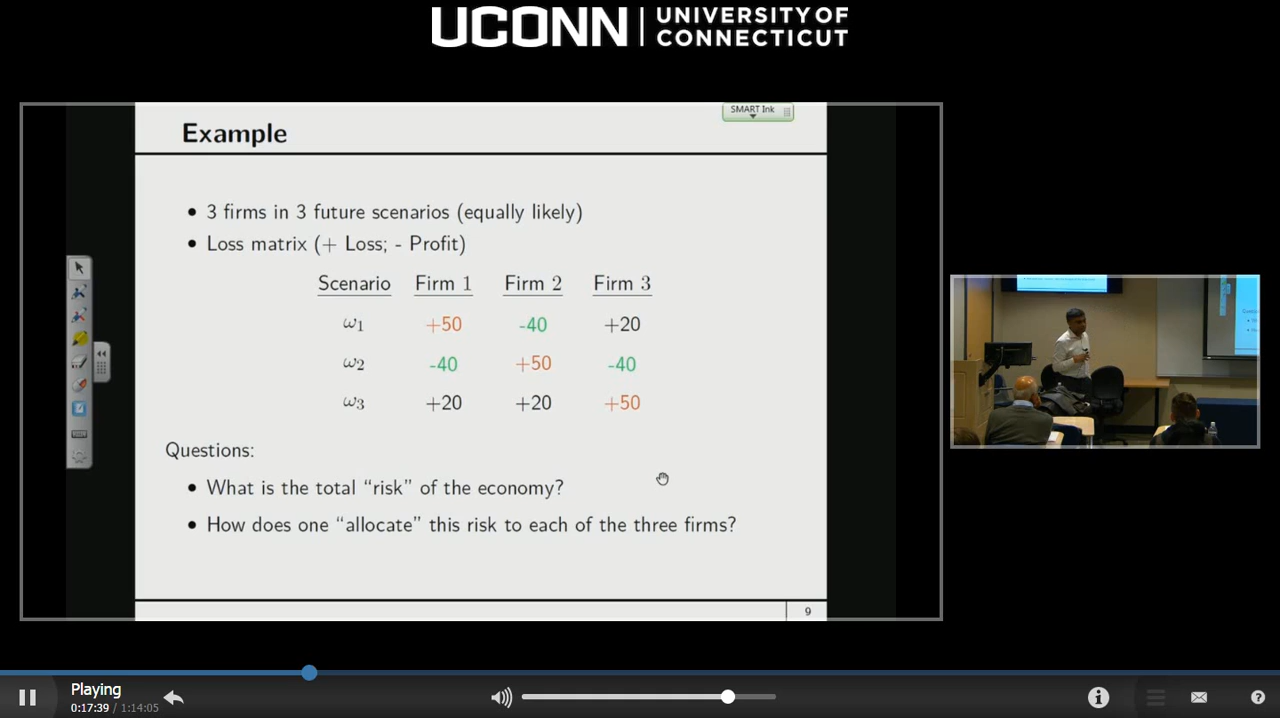 UCONN | UNIVERSITY OF
CONNECTICUT
SMART Ink
Example
• 3 firms in 3 future scenarios (equally likely)
• Loss matrix (+ Loss; - Profit)
Scenario Firm 1 Firm 2 Firm 3
ω1 +50 -40 +20
ω2 -40 +50 -40
ω3 +20 +20 +50
Questions:
• What is the total “risk” of the economy?
• How does one “allocate” this risk to each of the three firms?
9
Playing
0:17:39 / 1:14:05